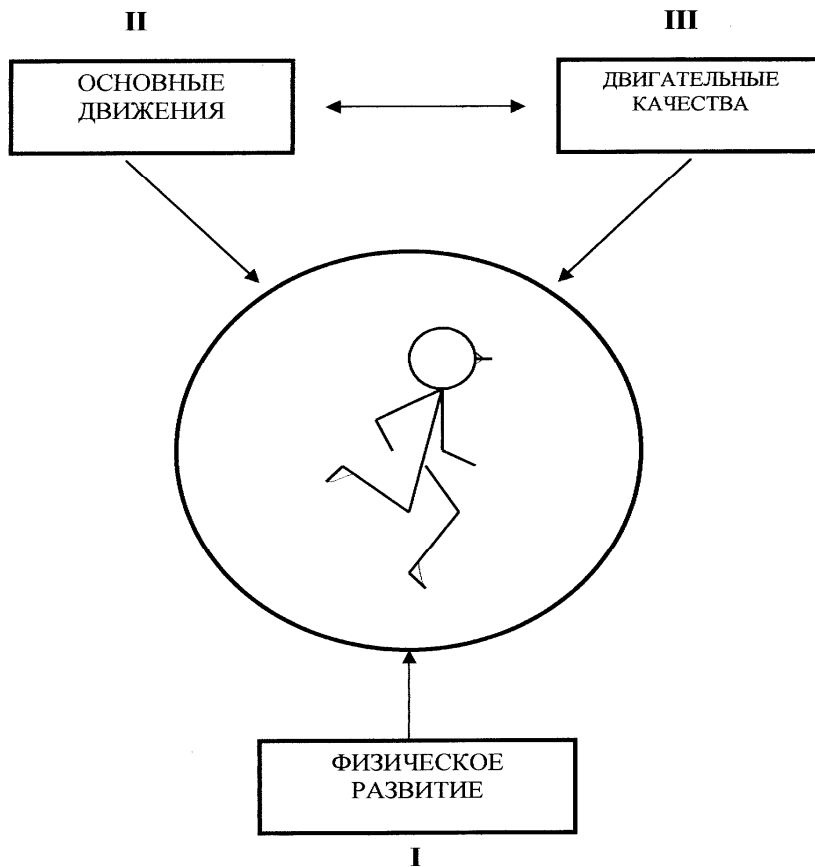 II
III
ОСНОВНЫЕ
ДВИЖЕНИЯ
ДВИГАТЕЛЬНЫЕ
КАЧЕСТВА
ФИЗИЧЕСКОЕ
РАЗВИТИЕ
I